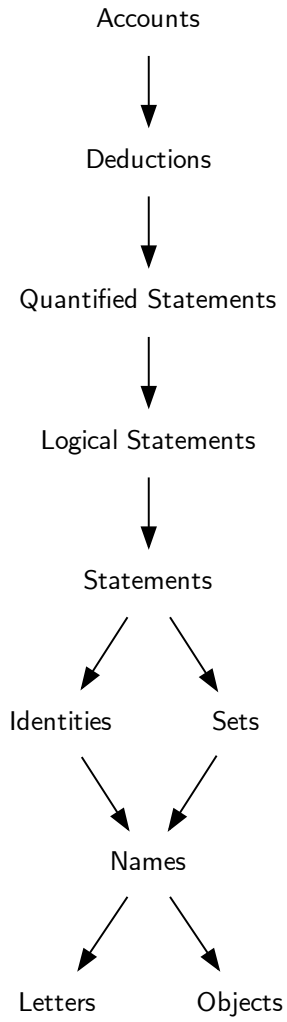 Accounts
Deductions
Quantified Statements
Logical Statements
Statements
Identities
Sets
Names
Letters
Objects